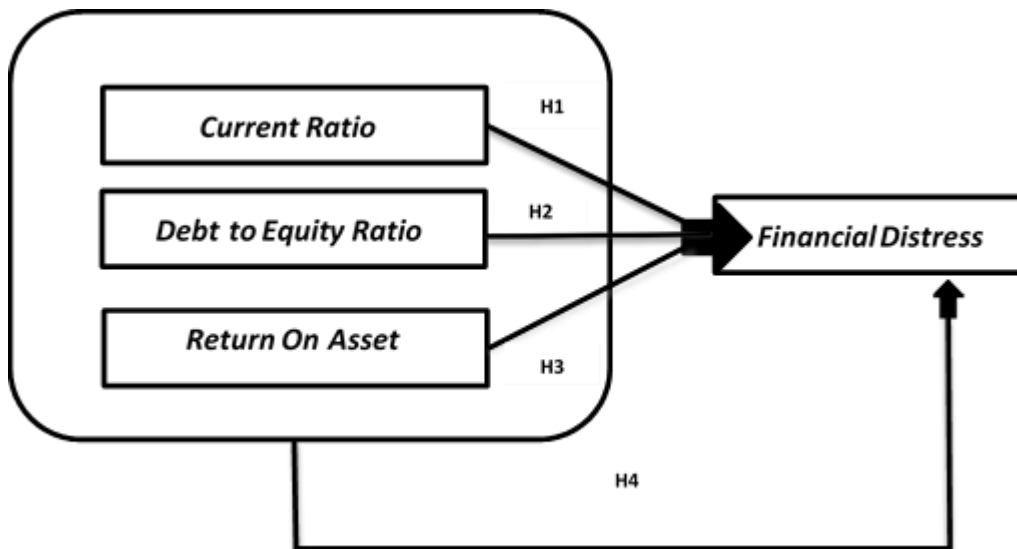 H1
Current Ratio
H2
Debt to Equity Ratio
Financial Distress
Return On Asset
H3
H4